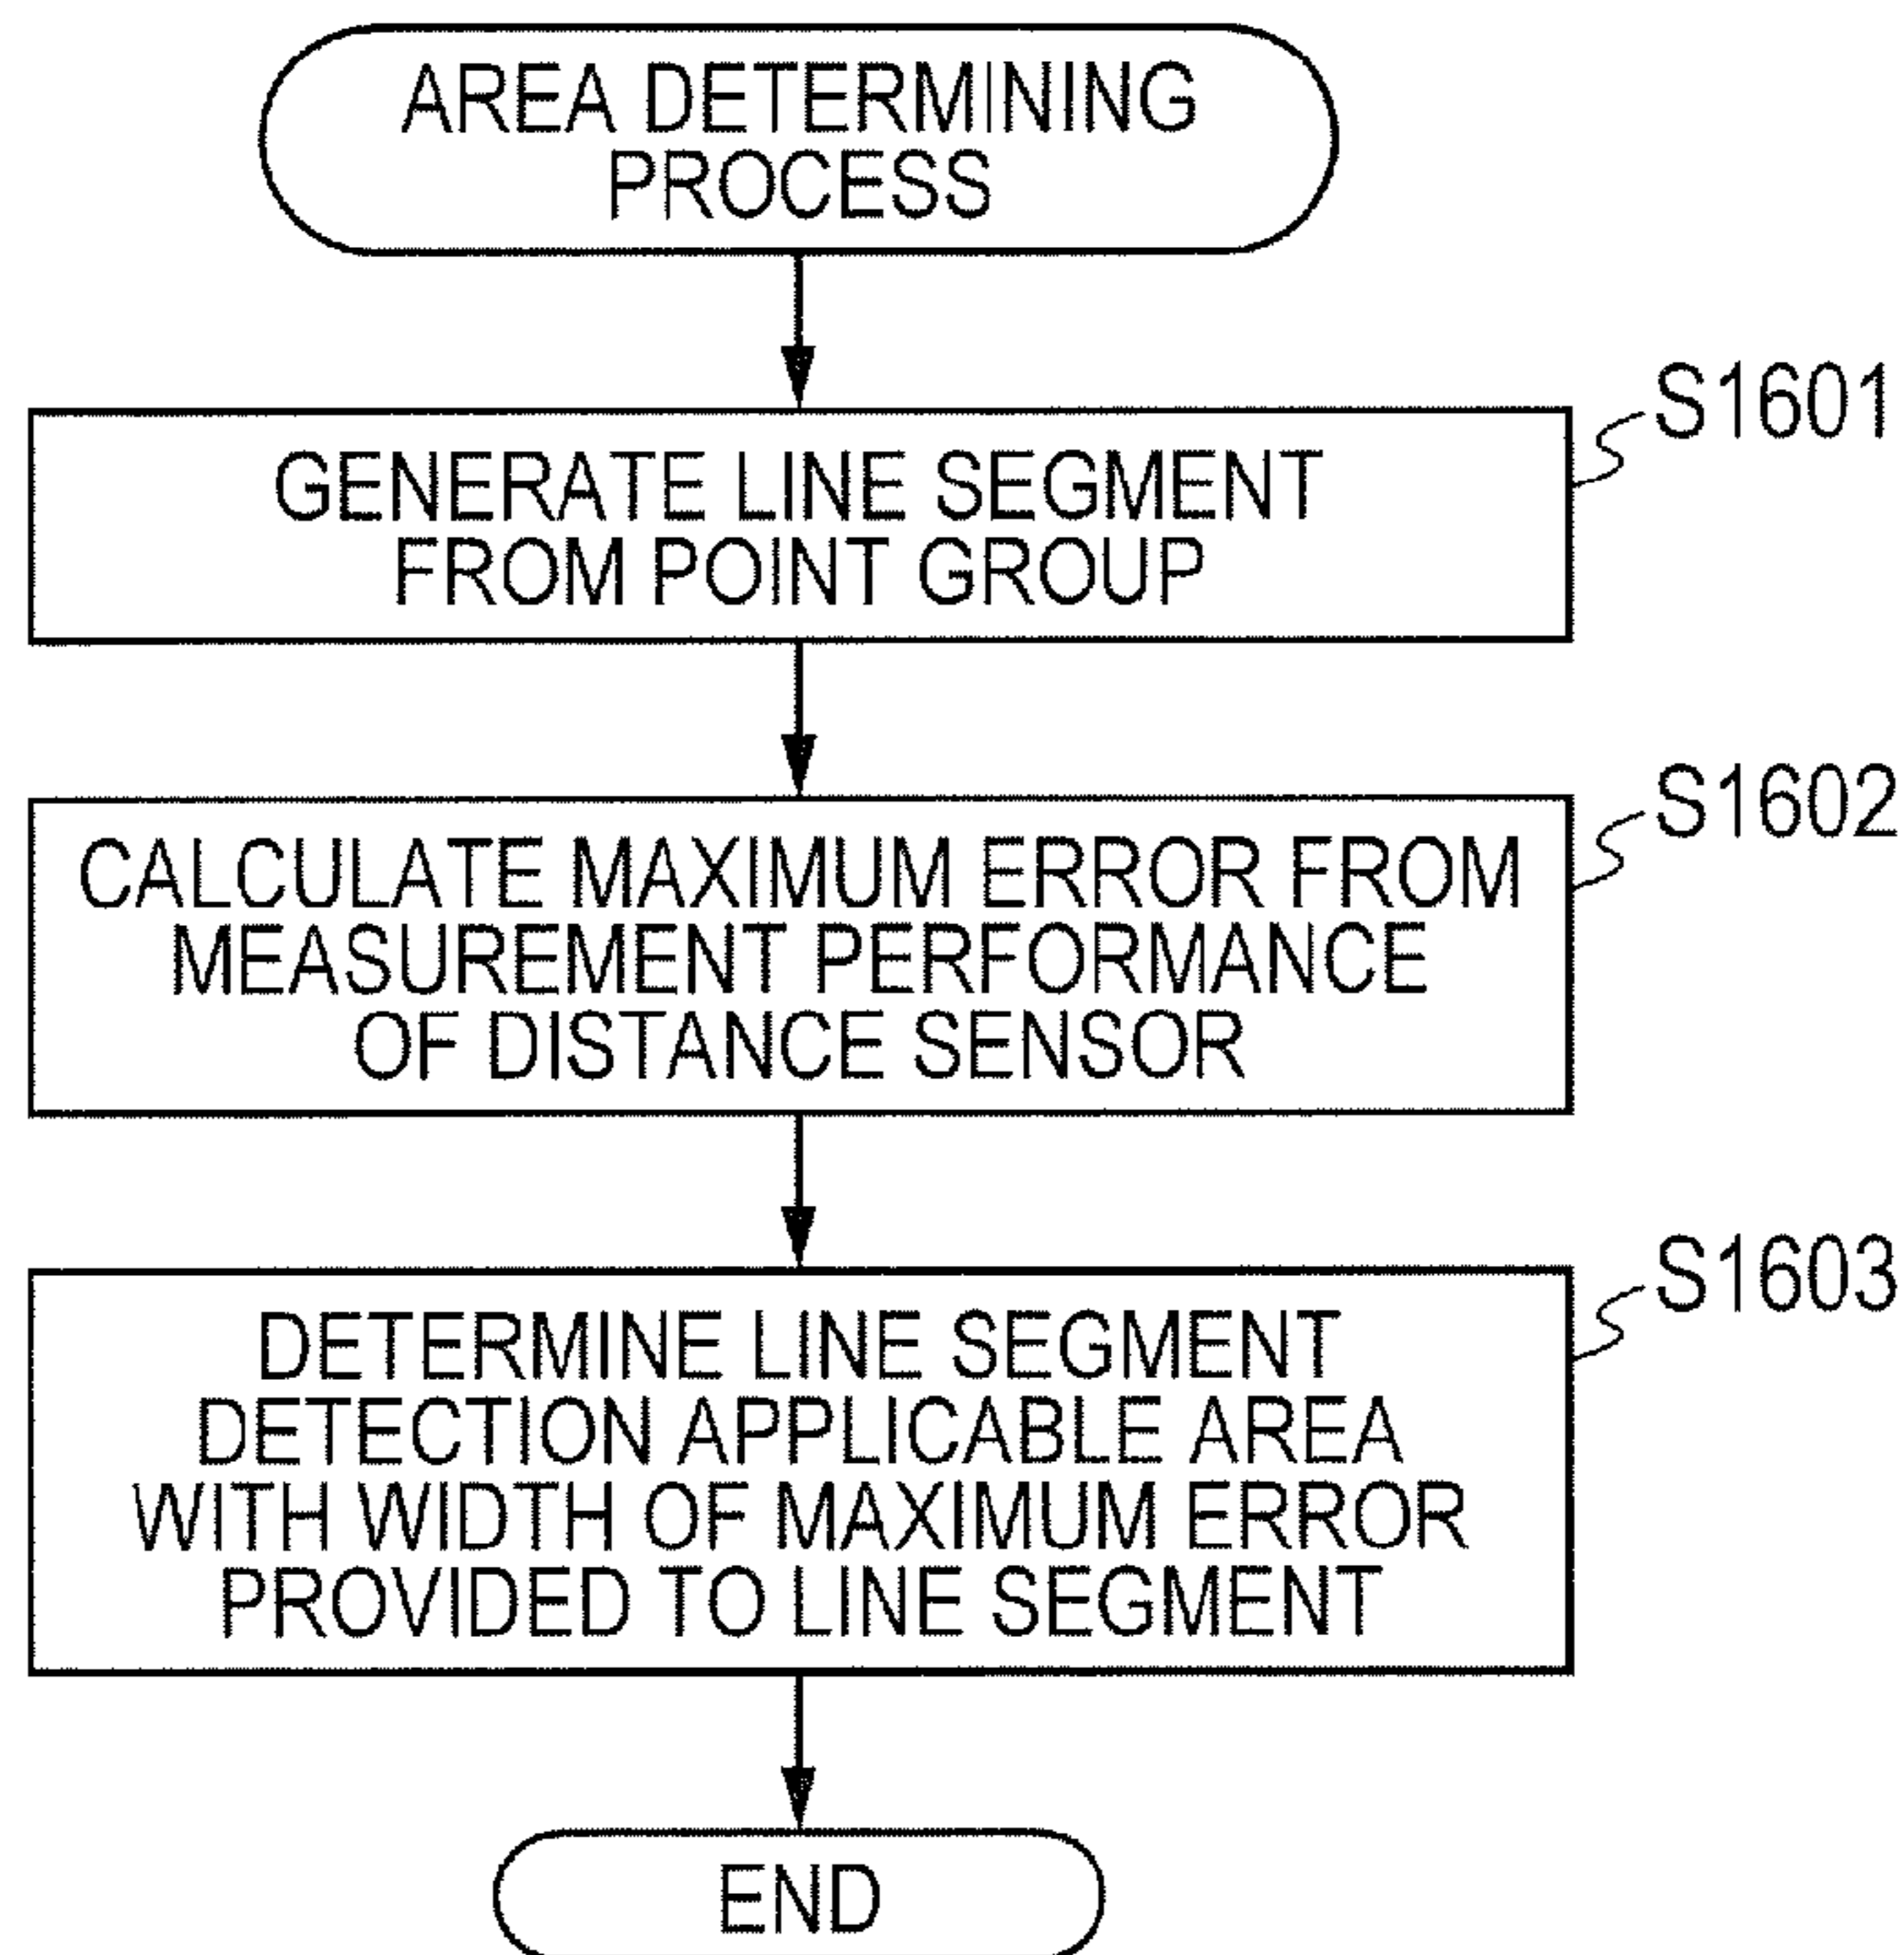 AREA DETERMINING
PROCESS
S1601
GENERATE LINE SEGMENT
FROM POINT GROUP
S1602
CALCULATE MAXIMUM ERROR FROM
MEASUREMENT PERFORMANCE
OF DISTANCE SENSOR
S1603
DETERMINE LINE SEGMENT
DETECTION APPLICABLE AREA
WITH WIDTH OF MAXIMUM ERROR
PROVIDED TO LINE SEGMENT
END